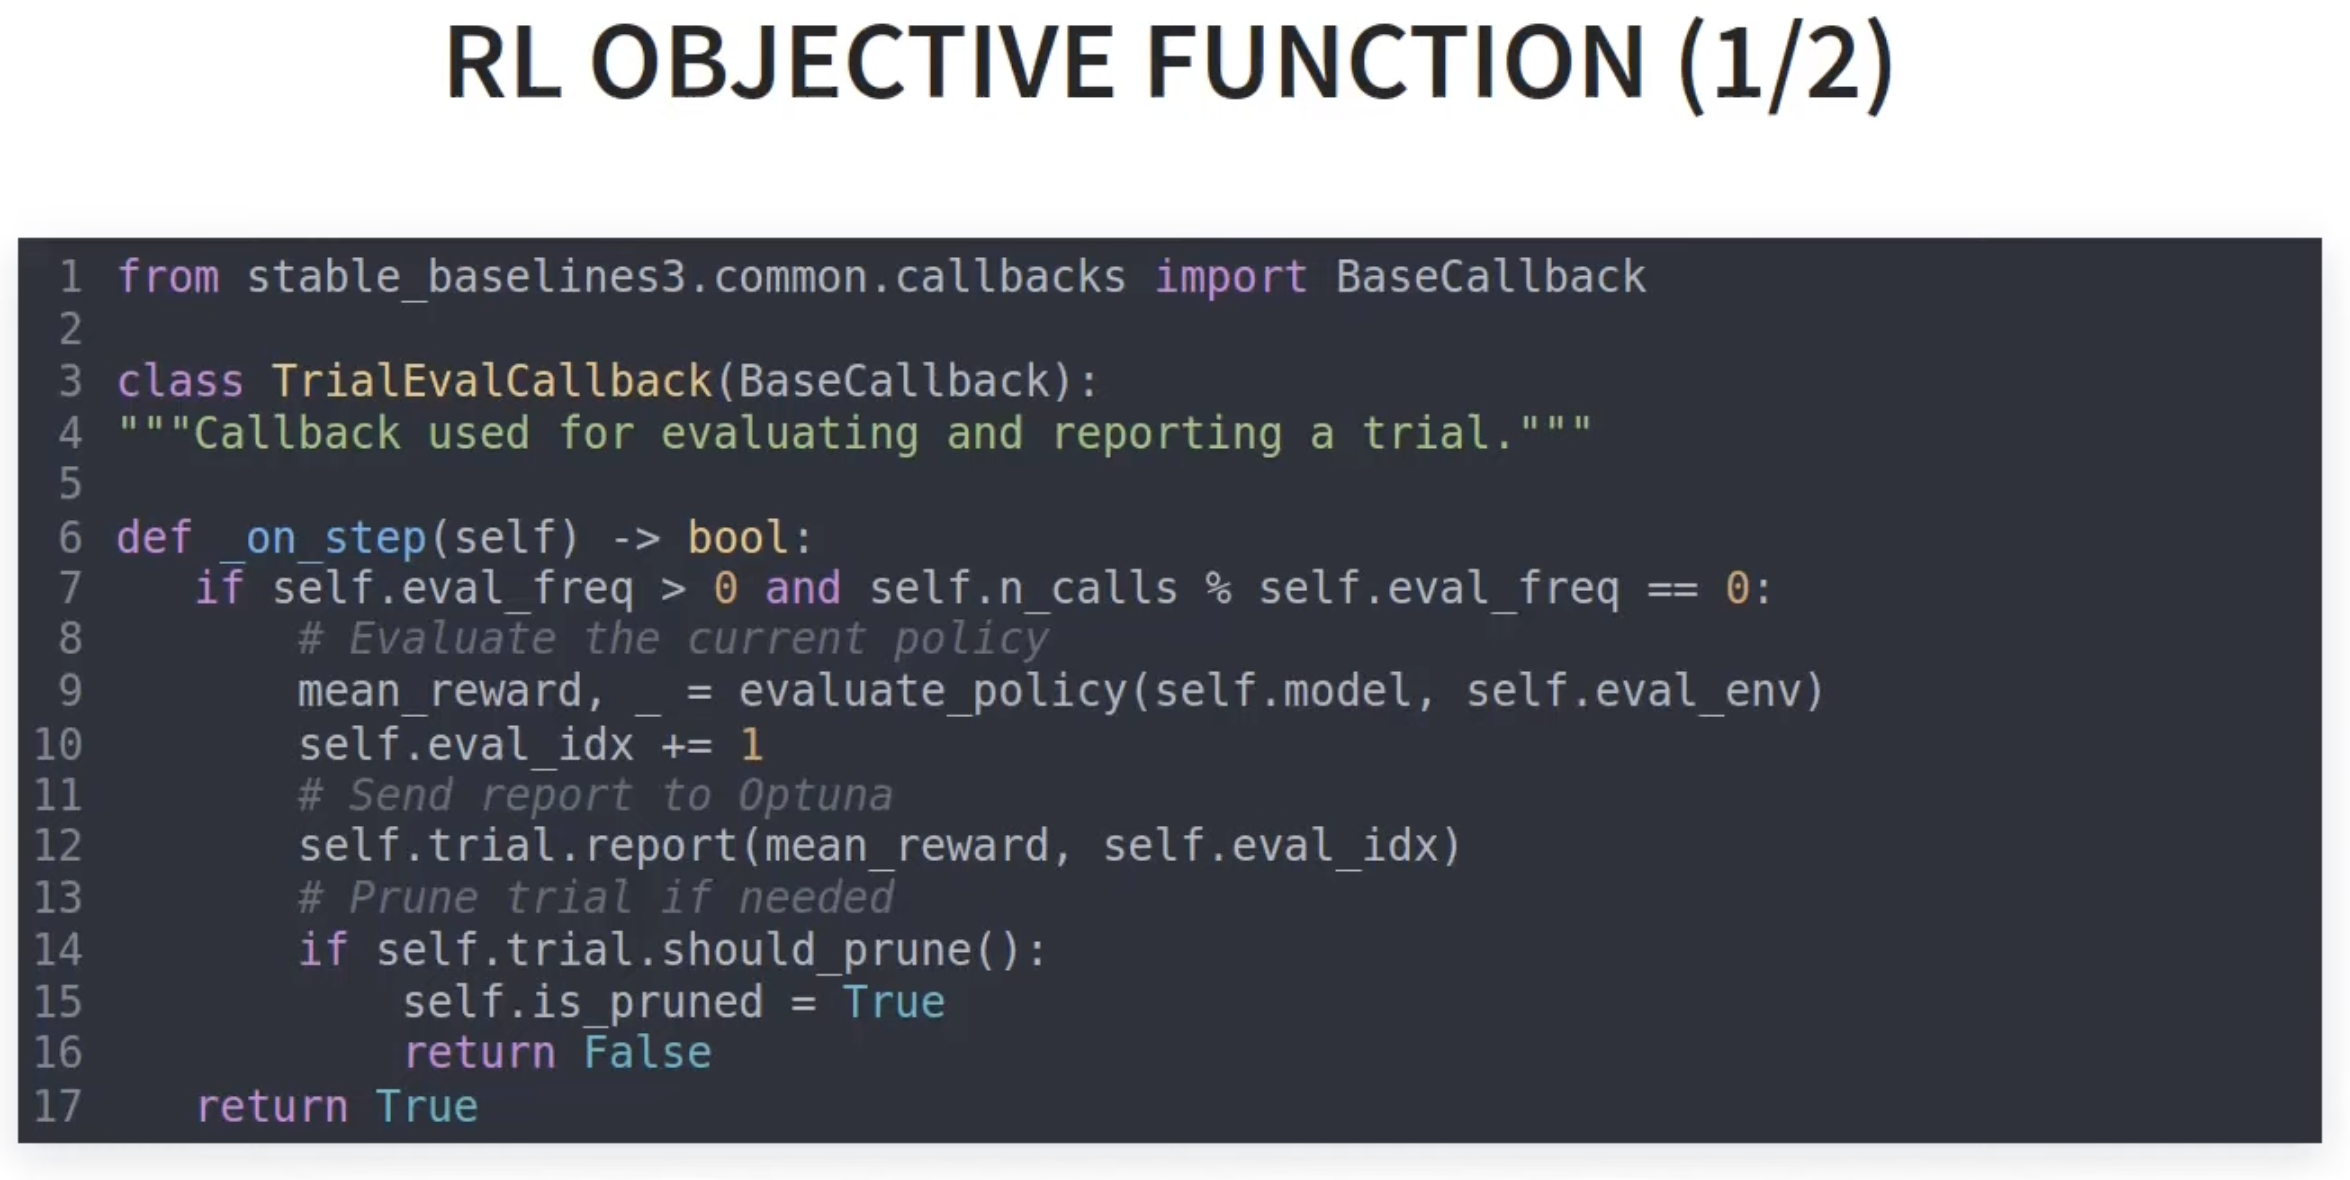 RL OBJECTIVE FUNCTION (1/2)
1 from stable_baselines3.common.callbacks import BaseCallback
2
3 class TrialEvalCallback(BaseCallback):
4 """Callback used for evaluating and reporting a trial."""
5
6 def _on_step(self) -> bool:
7    if self.eval_freq > 0 and self.n_calls % self.eval_freq == 0:
8        # Evaluate the current policy
9        mean_reward, _ = evaluate_policy(self.model, self.eval_env)
10        self.eval_idx += 1
11        # Send report to Optuna
12        self.trial.report(mean_reward, self.eval_idx)
13        # Prune trial if needed
14        if self.trial.should_prune():
15            self.is_pruned = True
16            return False
17    return True